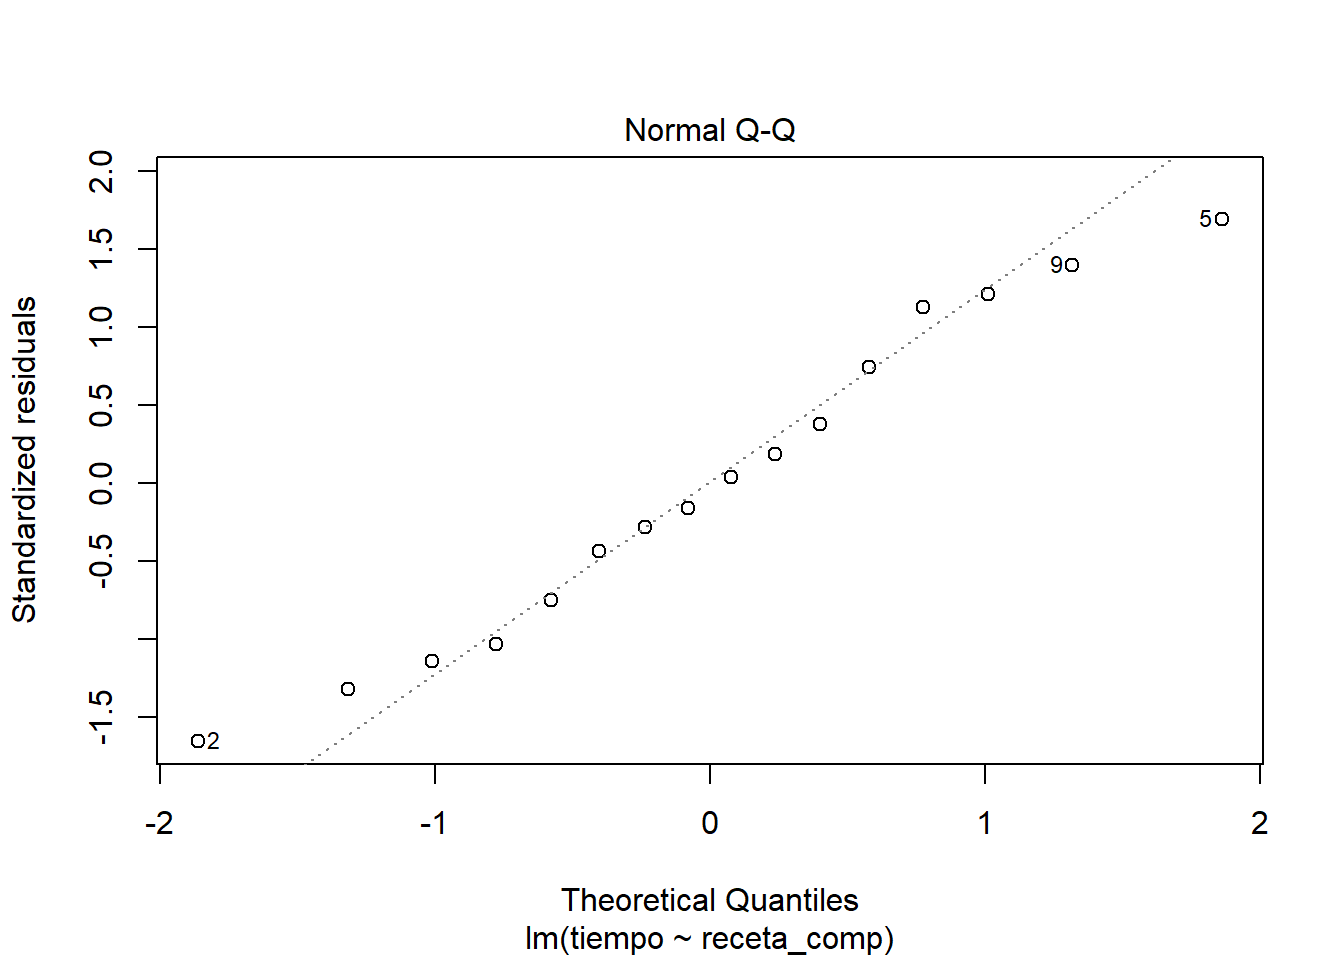 Normal Q-Q
Standardized residuals
2.0
1.5
1.0
0.5
0.0
-0.5
-1.5
5
9
2
-2 -1 0 1 2
Theoretical Quantiles
lm(tiempo ~ receta_comp)